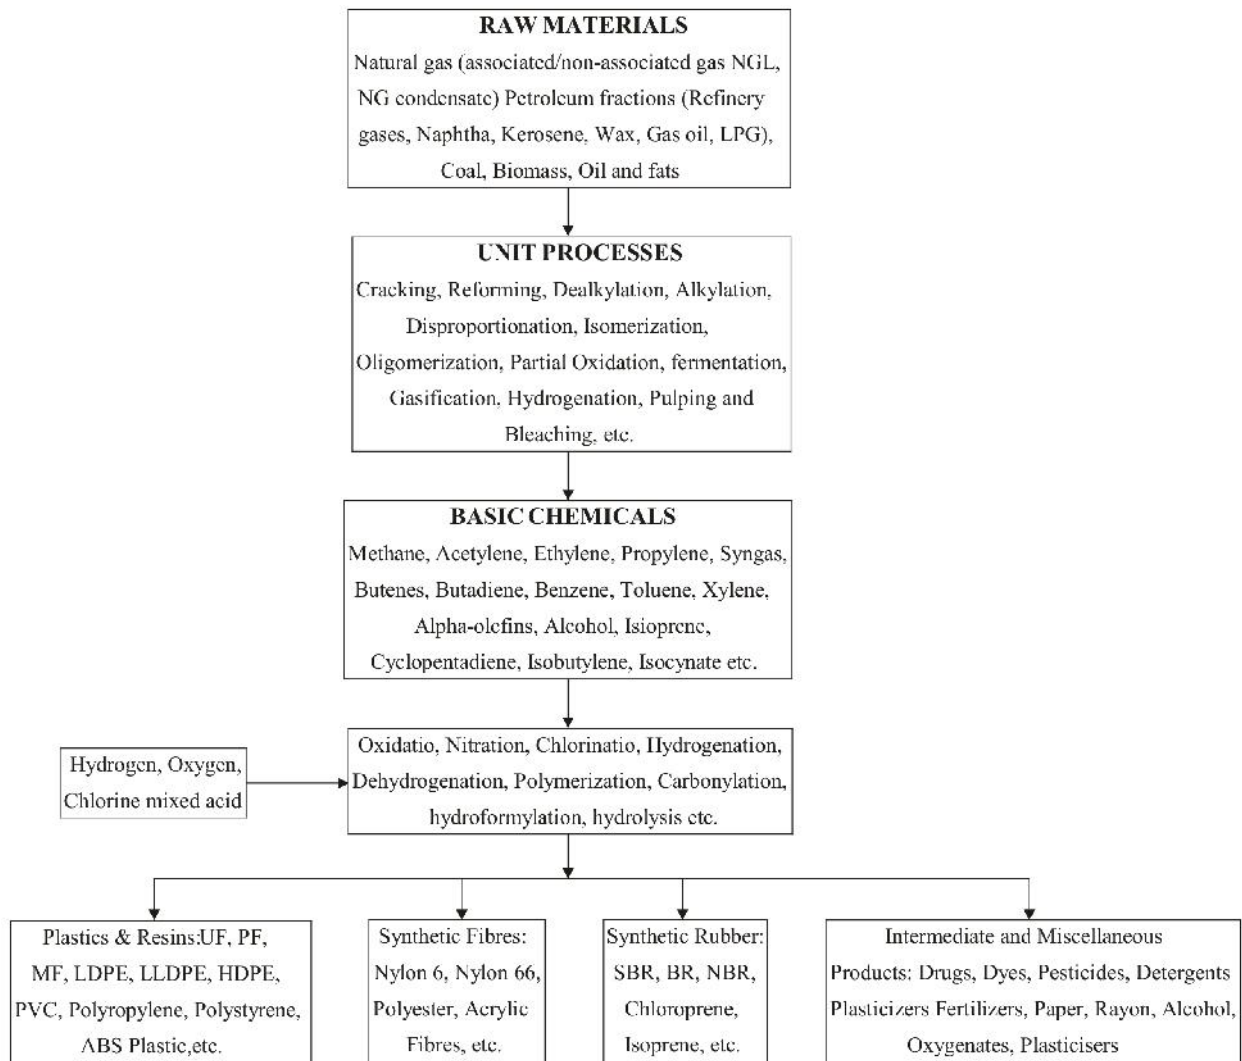 RAW MATERIALS
Natural gas (associated/non-associated gas NGL,
NG condensate) Petroleum fractions (Refinery
gases, Naphtha, Kerosene, Wax, Gas oil, LPG),
Coal, Biomass, Oil and fats
UNIT PROCESSES
Cracking, Reforming, Dealkylation, Alkylation,
Disproportionation, Isomerization,
Oligomerization, Partial Oxidation, fermentation,
Gasification, Hydrogenation, Pulping and
Bleaching, etc.
BASIC CHEMICALS
Methane, Acetylene, Ethylene, Propylene, Syngas,
Butenes, Butadiene, Benzene, Toluene, Xylene,
Alpha-olefins, Alcohol, Isioprene,
Cyclopentadiene, Isobutylene, Isocynate etc.
Hydrogen, Oxygen,
Chlorine mixed acid
Oxidatio, Nitration, Chlorinatio, Hydrogenation,
Dehydrogenation, Polymerization, Carbonylation,
hydroformylation, hydrolysis etc.
Plastics & Resins:UF, PF,
MF, LDPE, LLDPE, HDPE,
PVC, Polyropylene, Polystyrene,
ABS Plastic,etc.
Synthetic Fibres:
Nylon 6, Nylon 66,
Polyester, Acrylic
Fibres, etc.
Synthetic Rubber:
SBR, BR, NBR,
Chloroprene,
Isoprene, etc.
Intermediate and Miscellaneous
Products: Drugs, Dyes, Pesticides, Detergents
Plasticizers Fertilizers, Paper, Rayon, Alcohol,
Oxygenates, Plasticisers